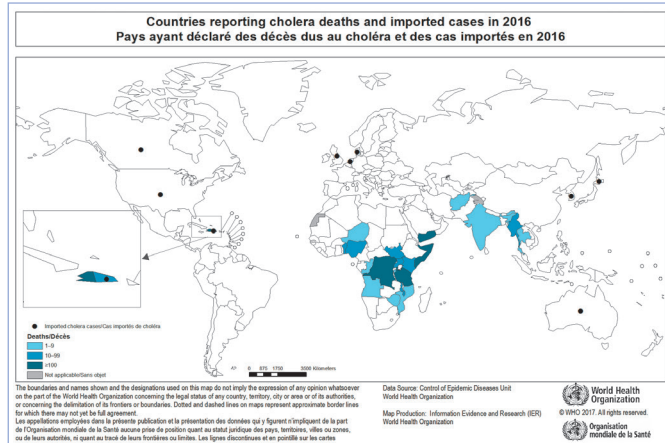 Countries reporting cholera deaths and imported cases in 2016
Pays ayant déclaré des décès dus au choléra et des cas importés en 2016
Imported cholera cases/Cas importés de choléra
Deaths/Décès
1–9
10–99
≥100
Not applicable/Sans objet
0 875 1750 3500 Kilometers
The boundaries and names shown and the designations used on this map do not imply the expression of any opinion whatsoever
on the part of the World Health Organization concerning the legal status of any country, territory, city or area or of its authorities,
or concerning the delimitation of its frontiers or boundaries. Dotted and dashed lines on maps represent approximate border lines
for which there may not yet be full agreement.
Les appellations employées dans la présente publication et la présentation des données qui y figurent n'impliquent de la part
de l'Organisation mondiale de la Santé aucune prise de position quant au statut juridique des pays, territoires, villes ou zones,
ou de leurs autorités, ni quant au tracé de leurs frontières ou limites. Les lignes discontinues et en pointillé sur les cartes
Data Source: Control of Epidemic Diseases Unit
World Health Organization
Map Production: Information Evidence and Research (IER)
World Health Organization
World Health
Organization
© WHO 2017. All rights reserved.
Organisation
mondiale de la Santé